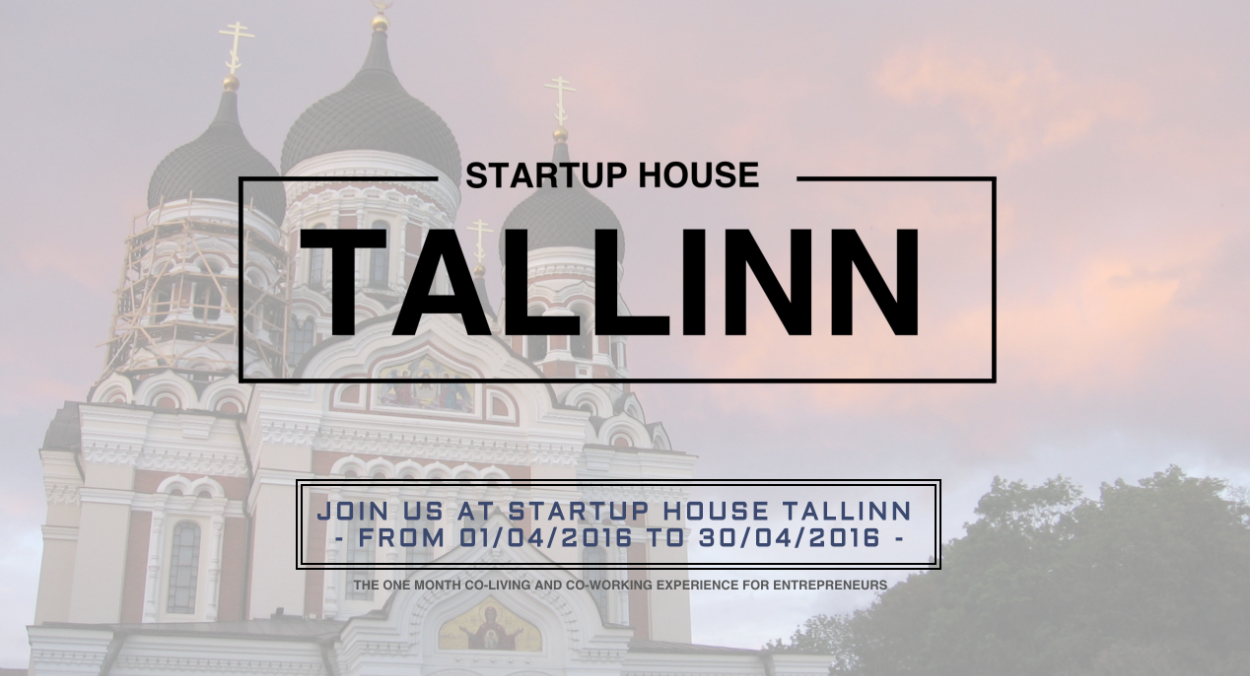 STARTUP HOUSE
TALLINN
JOIN US AT STARTUP HOUSE TALLINN
- FROM 01/04/2016 TO 30/04/2016 -
THE ONE MONTH CO-LIVING AND CO-WORKING EXPERIENCE FOR ENTREPRENEURS